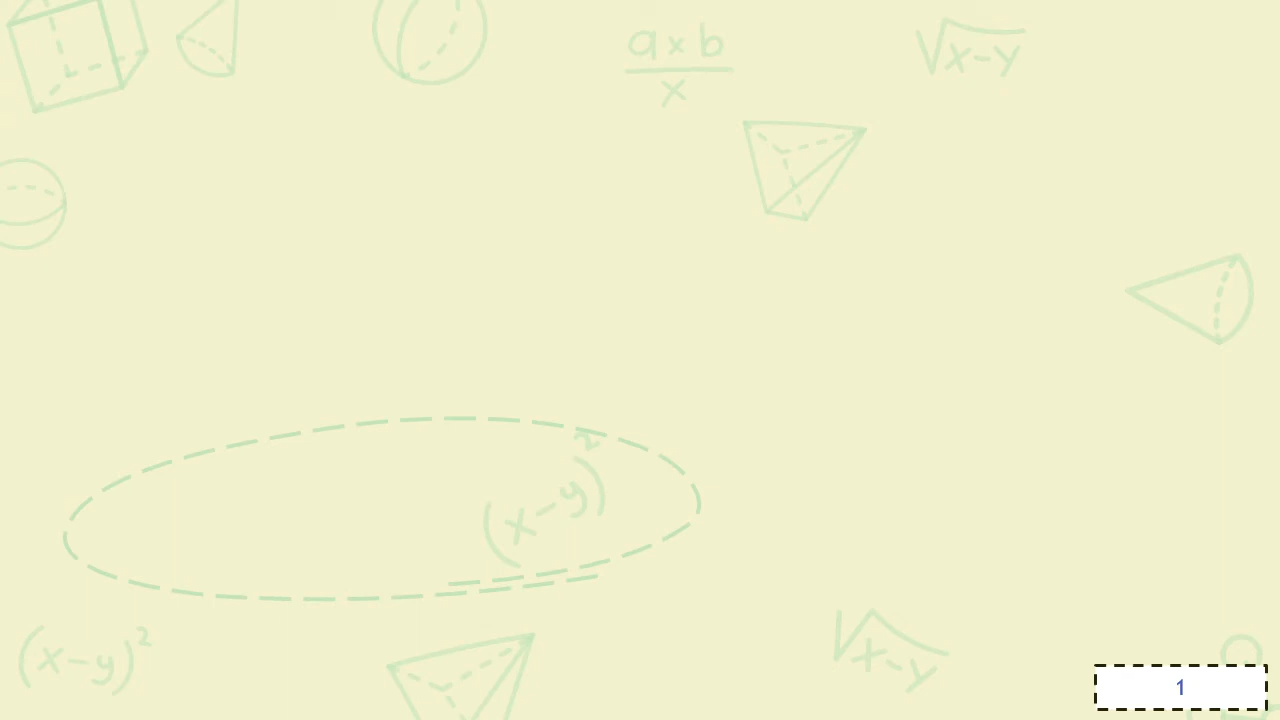 a × b
x
√x-y
(x-y)²
(x-y)²
√x-y
1